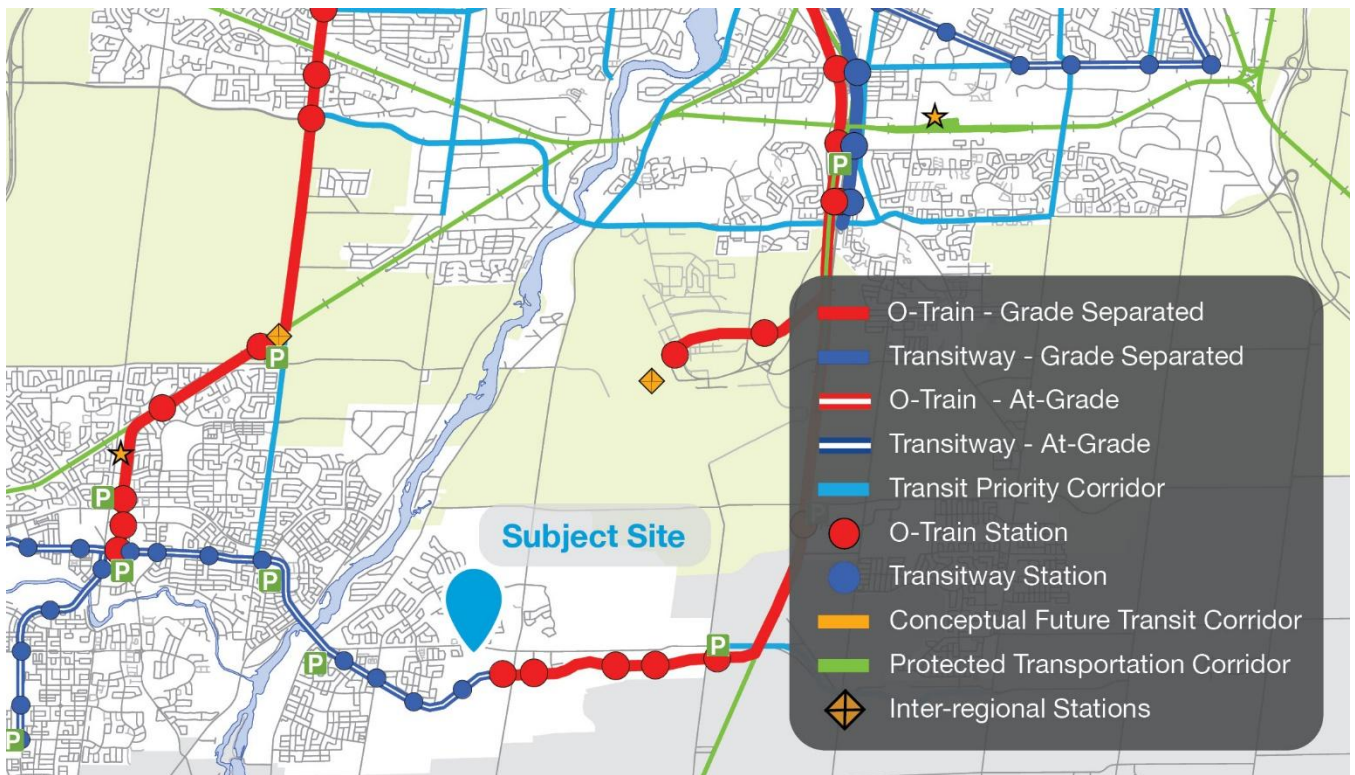 P
P
O-Train - Grade Separated
Transitway - Grade Separated
O-Train - At-Grade
Transitway - At-Grade
Transit Priority Corridor
O-Train Station
Transitway Station
Conceptual Future Transit Corridor
Protected Transportation Corridor
Inter-regional Stations
P
P
Subject Site
P
P
P
P
P